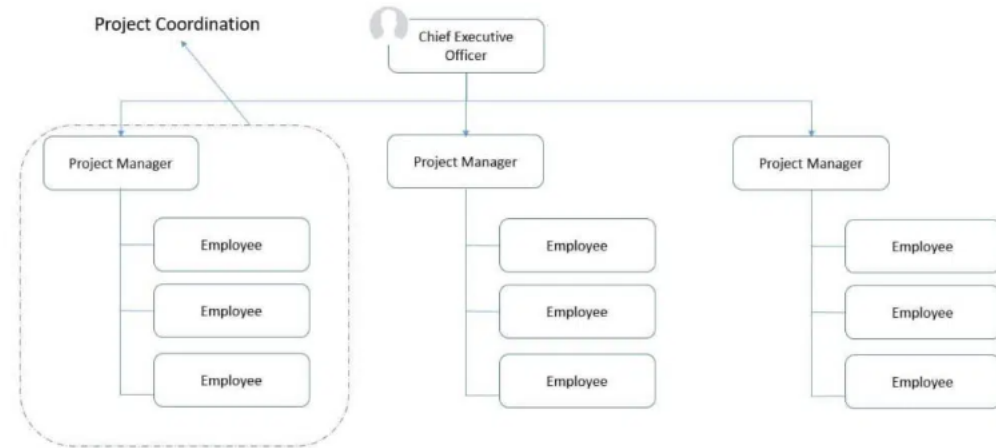 Project Coordination
Chief Executive
Officer
Project Manager
Project Manager
Project Manager
Employee
Employee
Employee
Employee
Employee
Employee
Employee
Employee
Employee